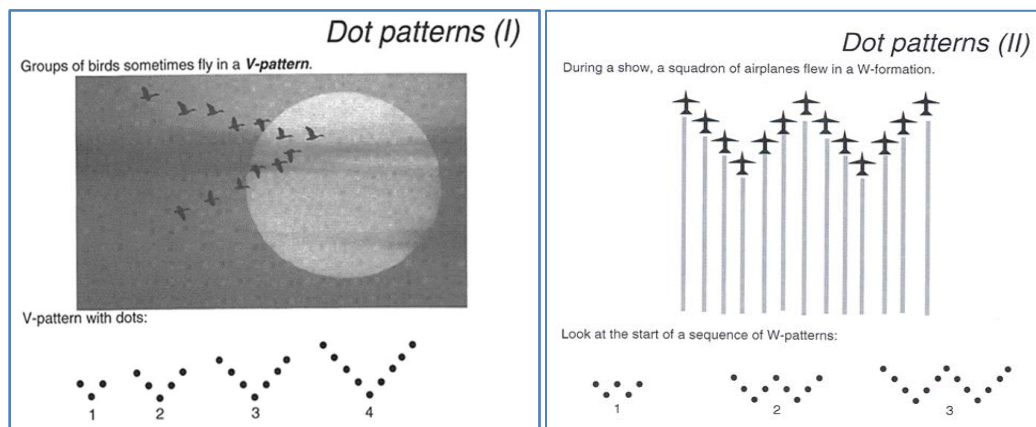 Dot patterns (I)
Groups of birds sometimes fly in a V-pattern.
V-pattern with dots:
1 2 3 4
Dot patterns (II)
During a show, a squadron of airplanes flew in a W-formation.
Look at the start of a sequence of W-patterns:
1 2 3